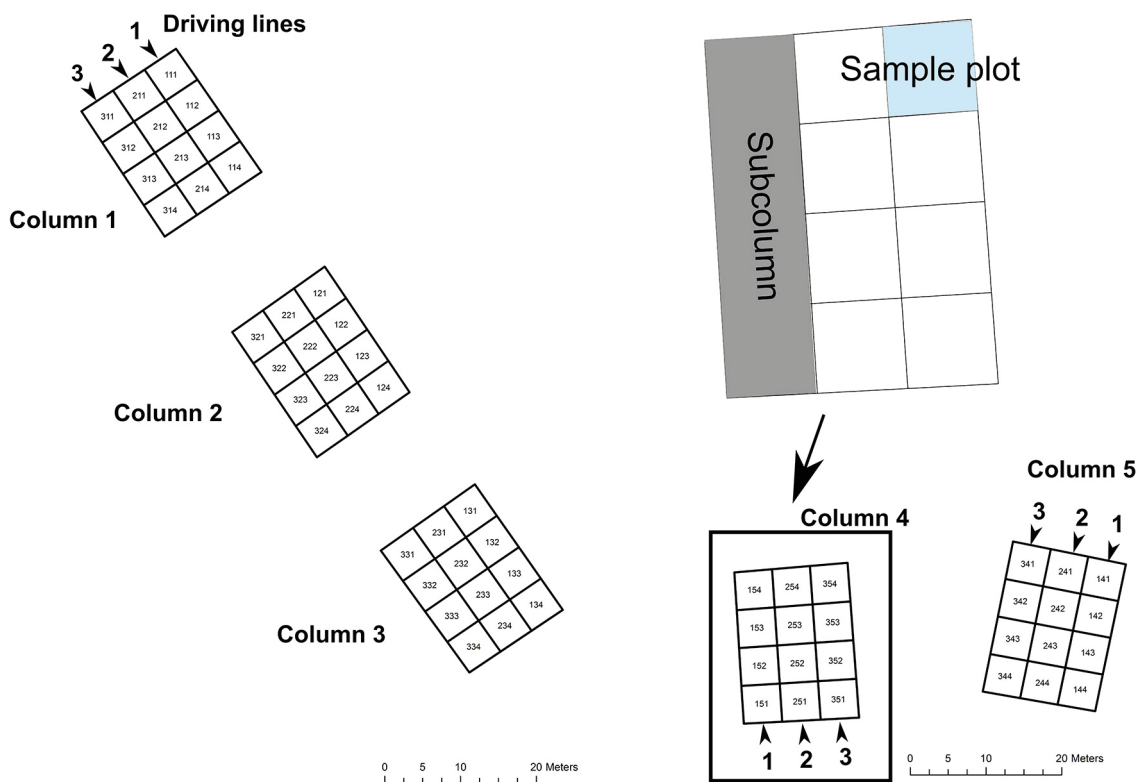 1 Driving lines
2
3
111
211
311
112
212
312
113
213
313
114
214
314
Column 1
121
221
321
122
222
322
123
223
323
124
224
324
Column 2
131
231
331
132
232
332
133
233
333
134
234
334
Column 3
0 5 10 20 Meters
Sample plot
Subcolumn
Column 4
154 254 354
153 253 353
152 252 352
151 251 351
1 2 3
Column 5
3 2 1
341 241 141
342 242 142
343 243 143
344 244 144
0 5 10 20 Meters